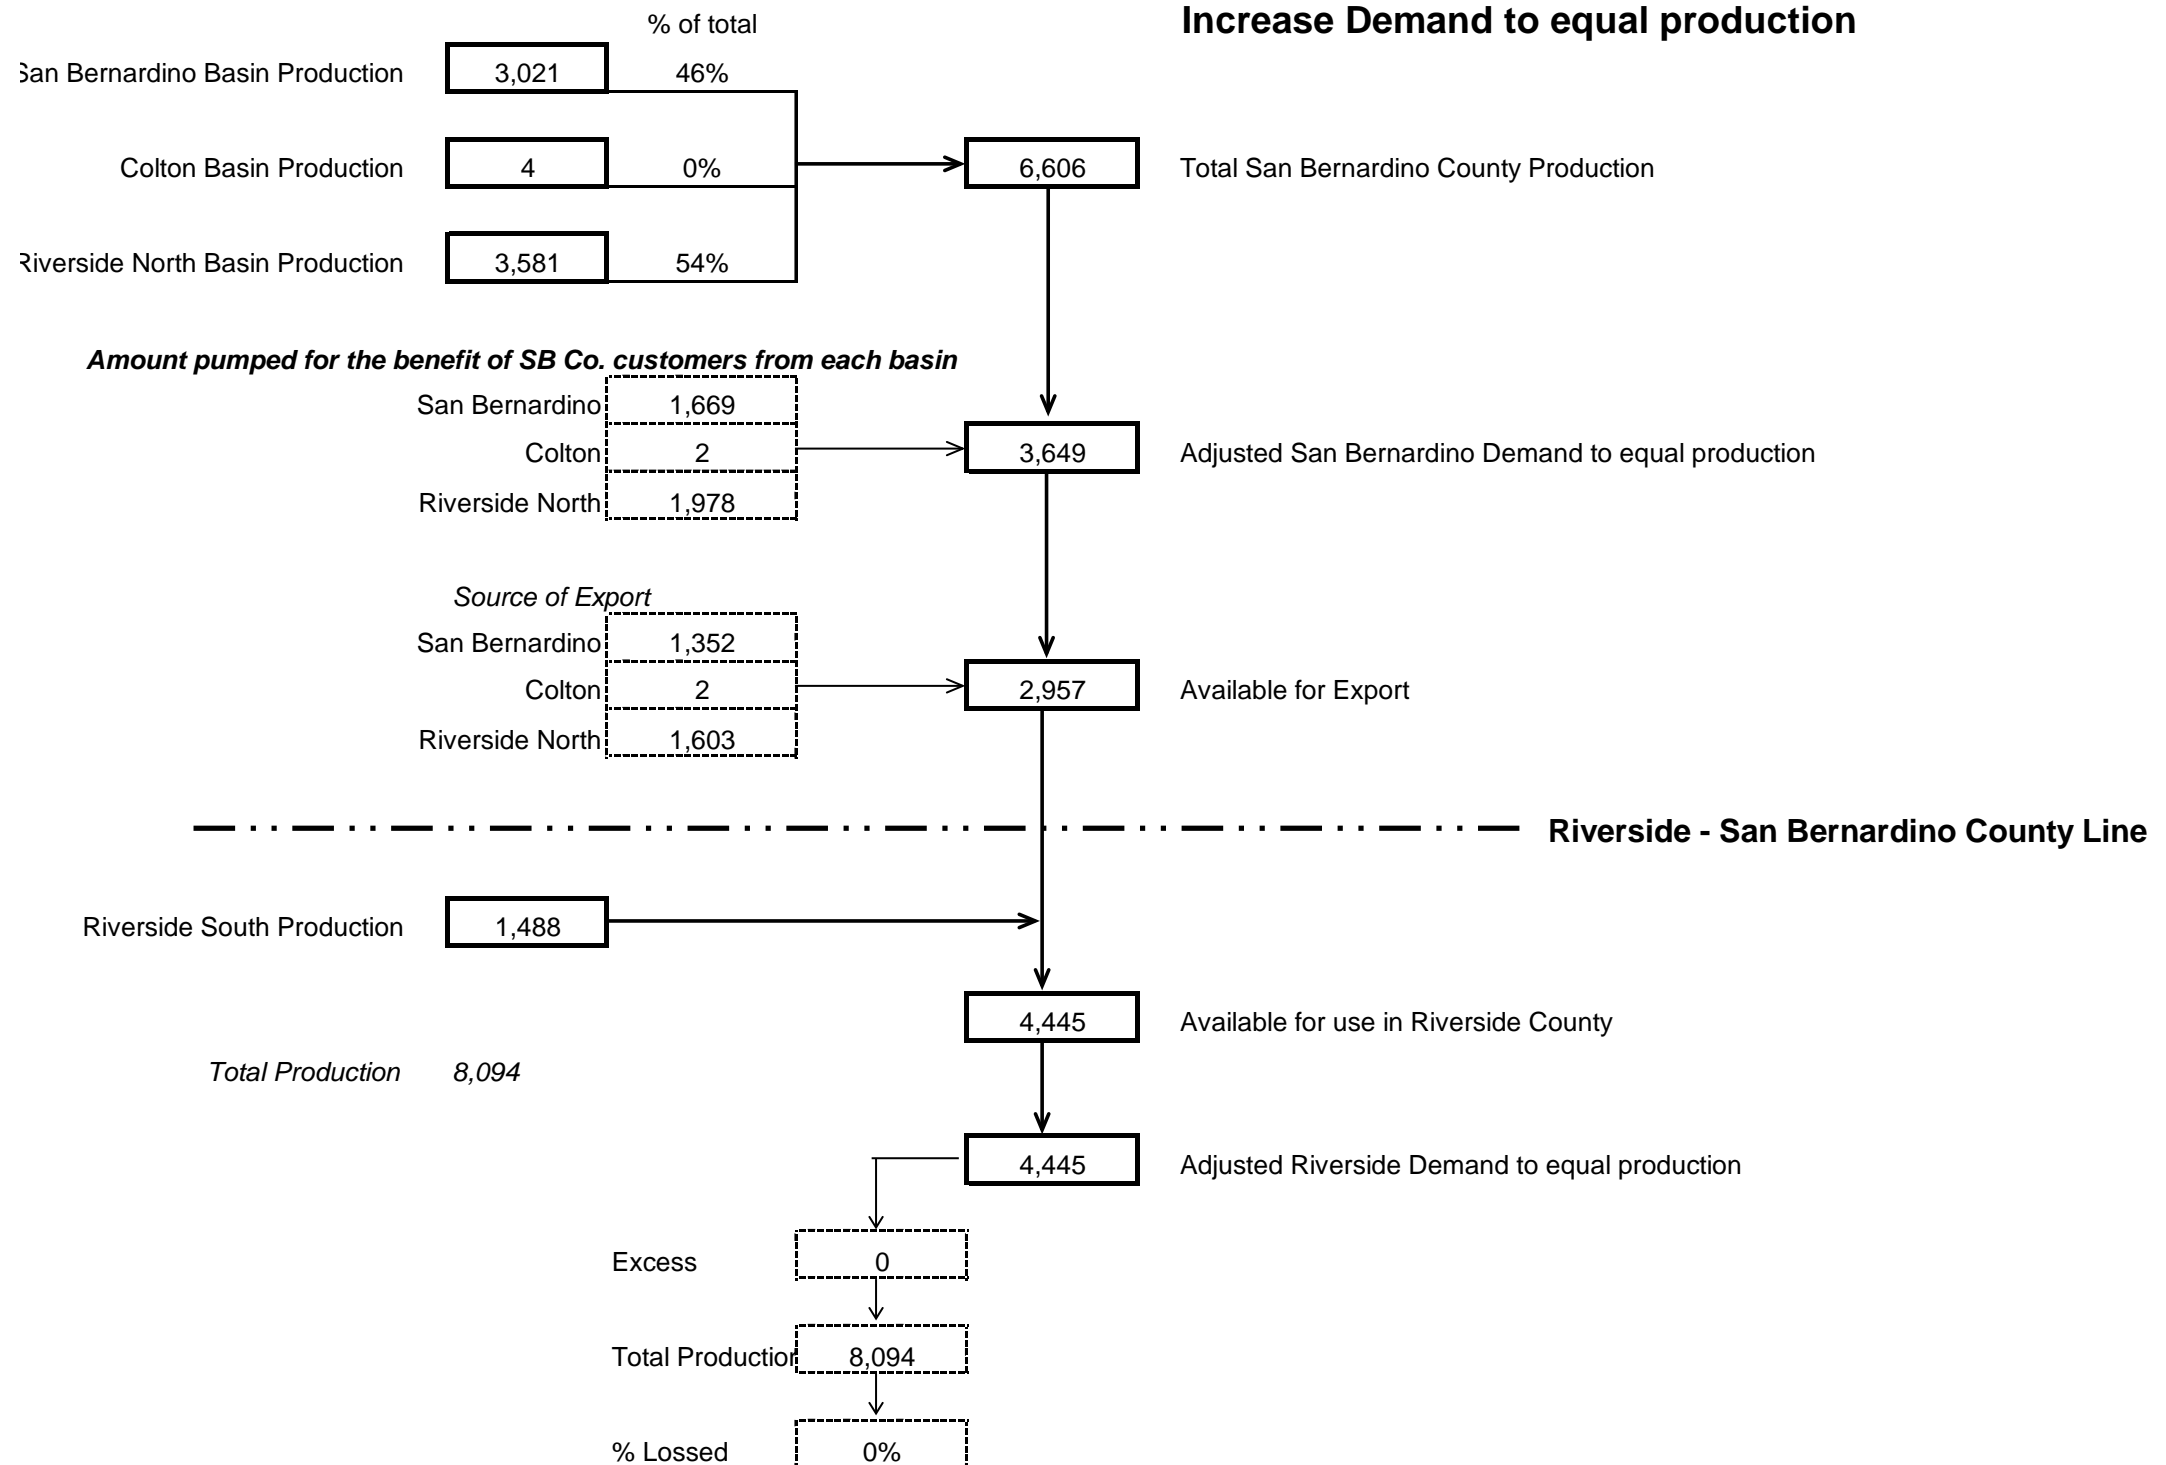 % of total
Increase Demand to equal production
San Bernardino Basin Production 3,021 46%
Colton Basin Production 4 0% 6,606 Total San Bernardino County Production
Riverside North Basin Production 3,581 54%
Amount pumped for the benefit of SB Co. customers from each basin
San Bernardino 1,669
Colton 2 3,649 Adjusted San Bernardino Demand to equal production
Riverside North 1,978
Source of Export
San Bernardino 1,352
Colton 2 2,957 Available for Export
Riverside North 1,603
Riverside - San Bernardino County Line
Riverside South Production 1,488
4,445 Available for use in Riverside County
Total Production 8,094
4,445 Adjusted Riverside Demand to equal production
Excess 0
Total Production 8,094
% Lossed 0%